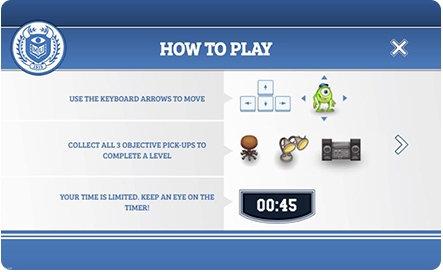 HOW TO PLAY
USE THE KEYBOARD ARROWS TO MOVE
COLLECT ALL 3 OBJECTIVE PICK-UPS TO
COMPLETE A LEVEL
YOUR TIME IS LIMITED. KEEP AN EYE ON THE
TIMER!
00:45